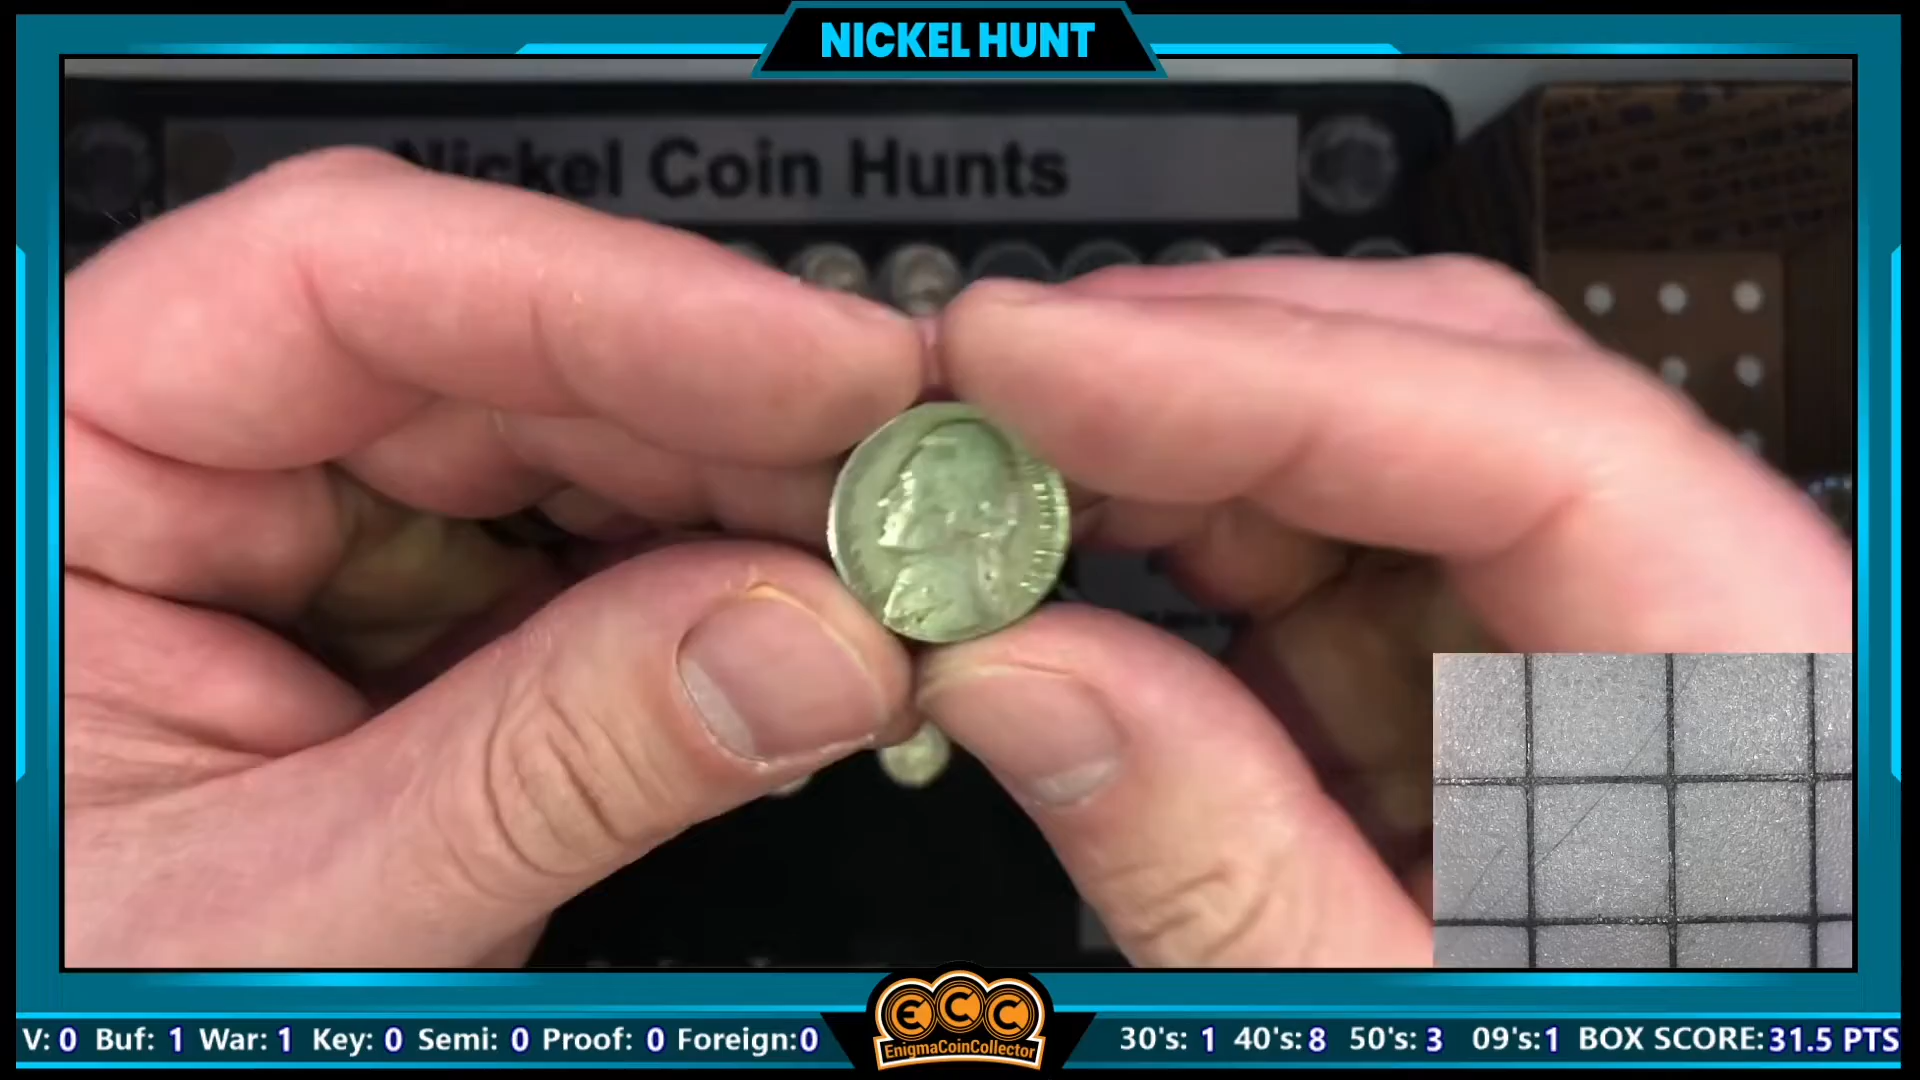 NICKEL HUNT
Nickel Coin Hunts
ECC
EnigmaCoinCollector
V: 0 Buf: 1 War: 1 Key: 0 Semi: 0 Proof: 0 Foreign:0
30's: 1 40's: 8 50's: 3 09's:1 BOX SCORE:31.5 PTS